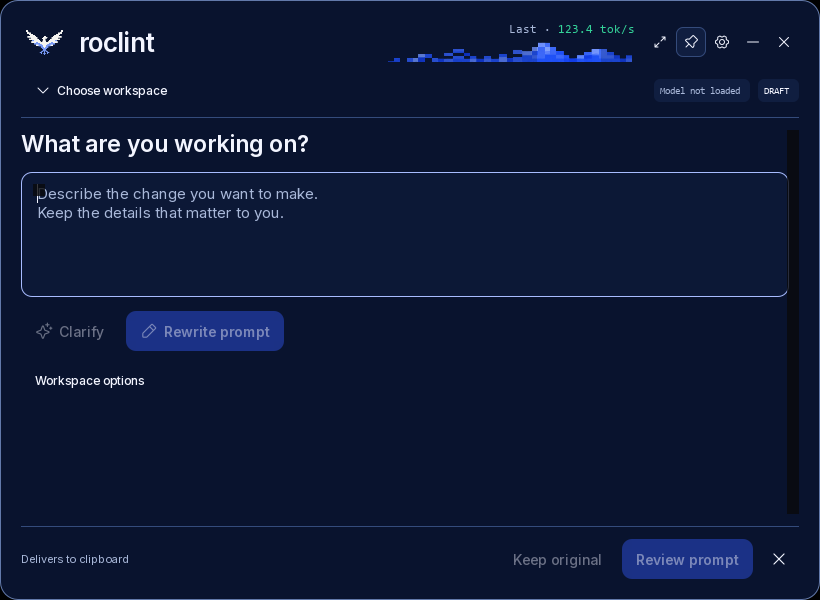 roclint
Last · 123.4 tok/s
Choose workspace
Model not loaded
DRAFT
What are you working on?
Describe the change you want to make.
Keep the details that matter to you.
Clarify
Rewrite prompt
Workspace options
Delivers to clipboard
Keep original
Review prompt